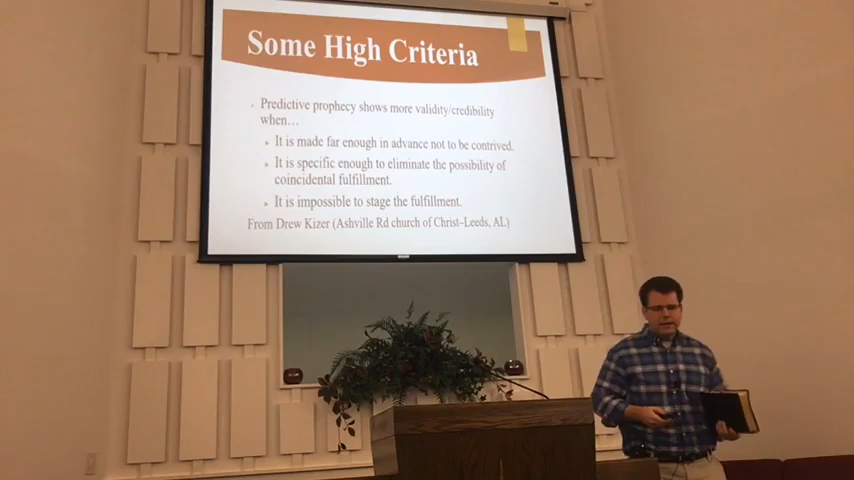 Some High Criteria
Predictive prophecy shows more validity/credibility
when…
It is made far enough in advance not to be contrived.
It is specific enough to eliminate the possibility of
coincidental fulfillment.
It is impossible to stage the fulfillment.
From Drew Kizer (Ashville Rd church of Christ–Leeds, AL)